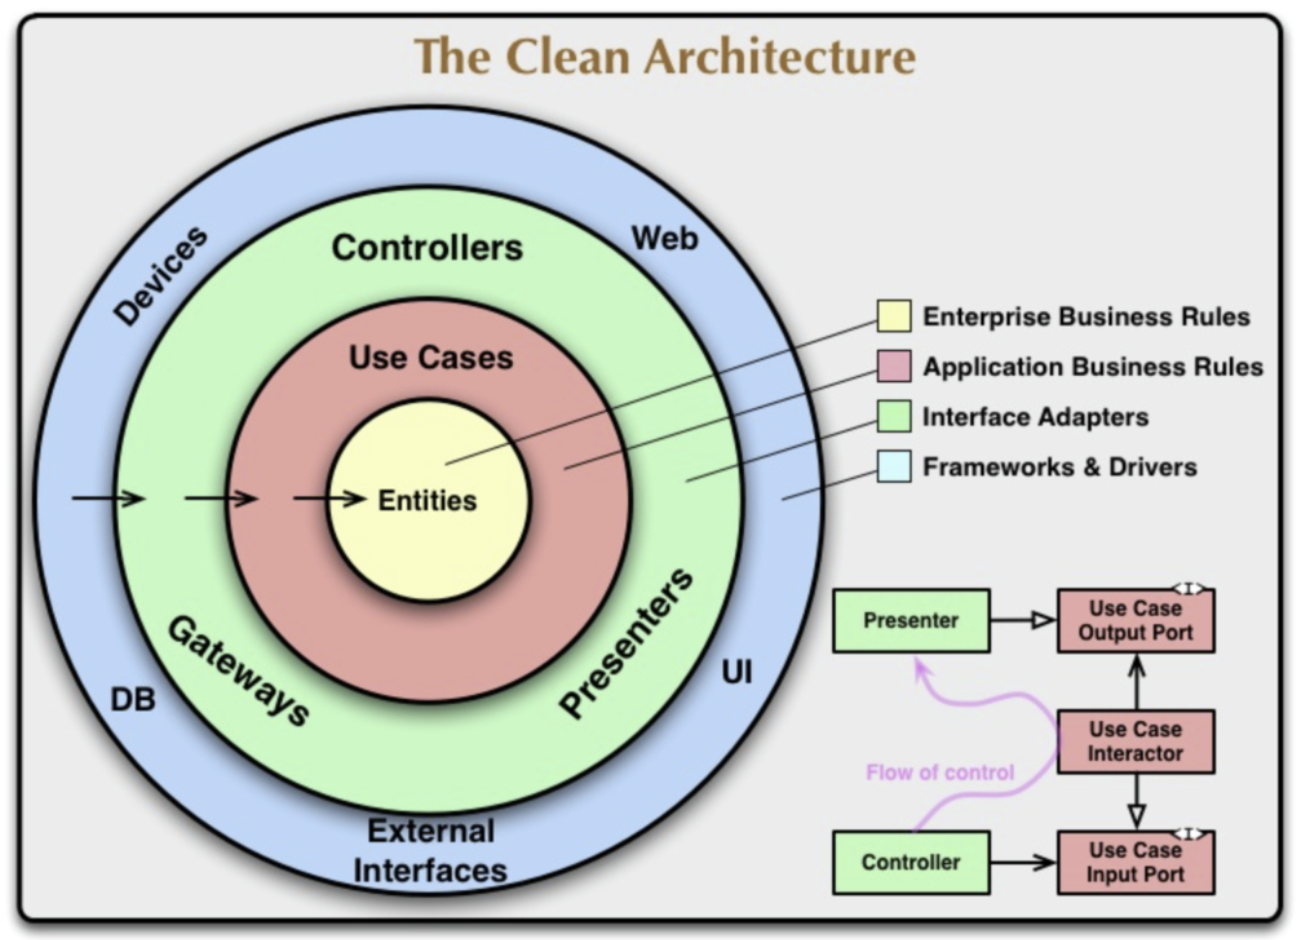 The Clean Architecture
Devices
Web
Controllers
Use Cases
Entities
Gateways
Presenters
DB
UI
External
Interfaces
Enterprise Business Rules
Application Business Rules
Interface Adapters
Frameworks & Drivers
Presenter
<I>
Use Case
Output Port
Use Case
Interactor
Flow of control
Controller
<I>
Use Case
Input Port